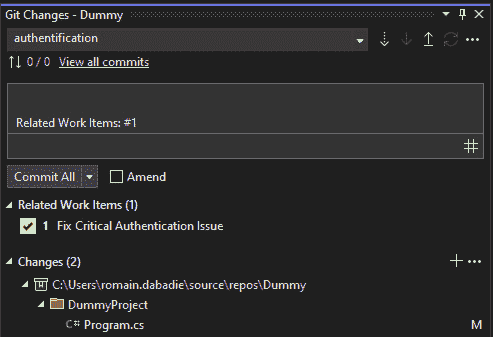 Git Changes - Dummy
authentification
0 / 0 View all commits
Related Work Items: #1
Commit All Amend
Related Work Items (1)
1 Fix Critical Authentication Issue
Changes (2)
C:\Users\romain.dabadie\source\repos\Dummy
DummyProject
C# Program.cs M